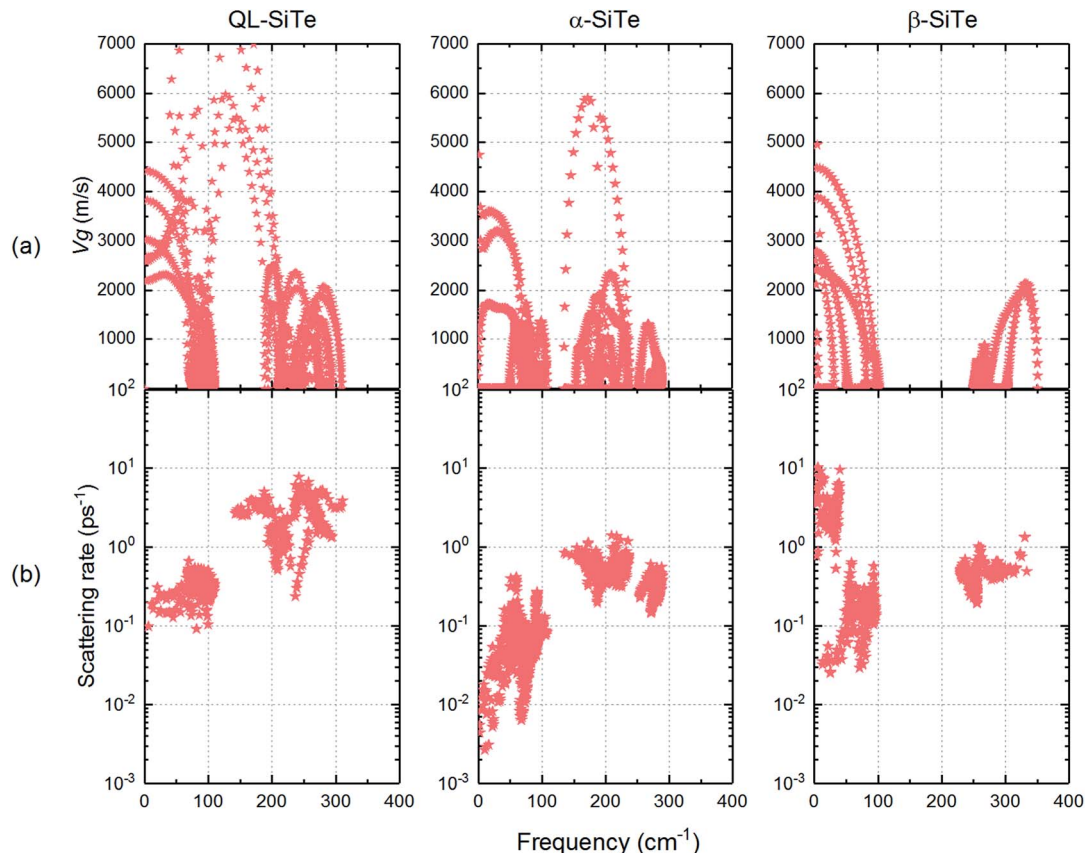 QL-SiTe α-SiTe β-SiTe
(a)
Vg (m/s)
7000 7000 7000
6000 6000 6000
5000 5000 5000
4000 4000 4000
3000 3000 3000
2000 2000 2000
1000 1000 1000
10² 10² 10²
(b)
Scattering rate (ps⁻¹)
10¹ 10¹ 10¹
10⁰ 10⁰ 10⁰
10⁻¹ 10⁻¹ 10⁻¹
10⁻² 10⁻² 10⁻²
10⁻³ 10⁻³ 10⁻³
0 100 200 300 400 0 100 200 300 400 0 100 200 300 400
Frequency (cm⁻¹)